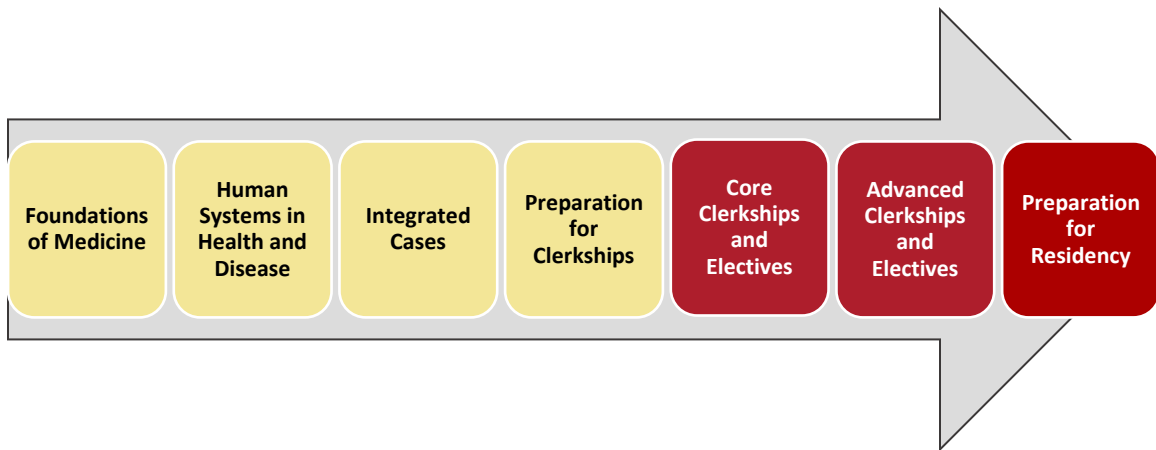 Foundations
of Medicine
Human
Systems in
Health and
Disease
Integrated
Cases
Preparation
for
Clerkships
Core
Clerkships
and
Electives
Advanced
Clerkships
and
Electives
Preparation
for
Residency